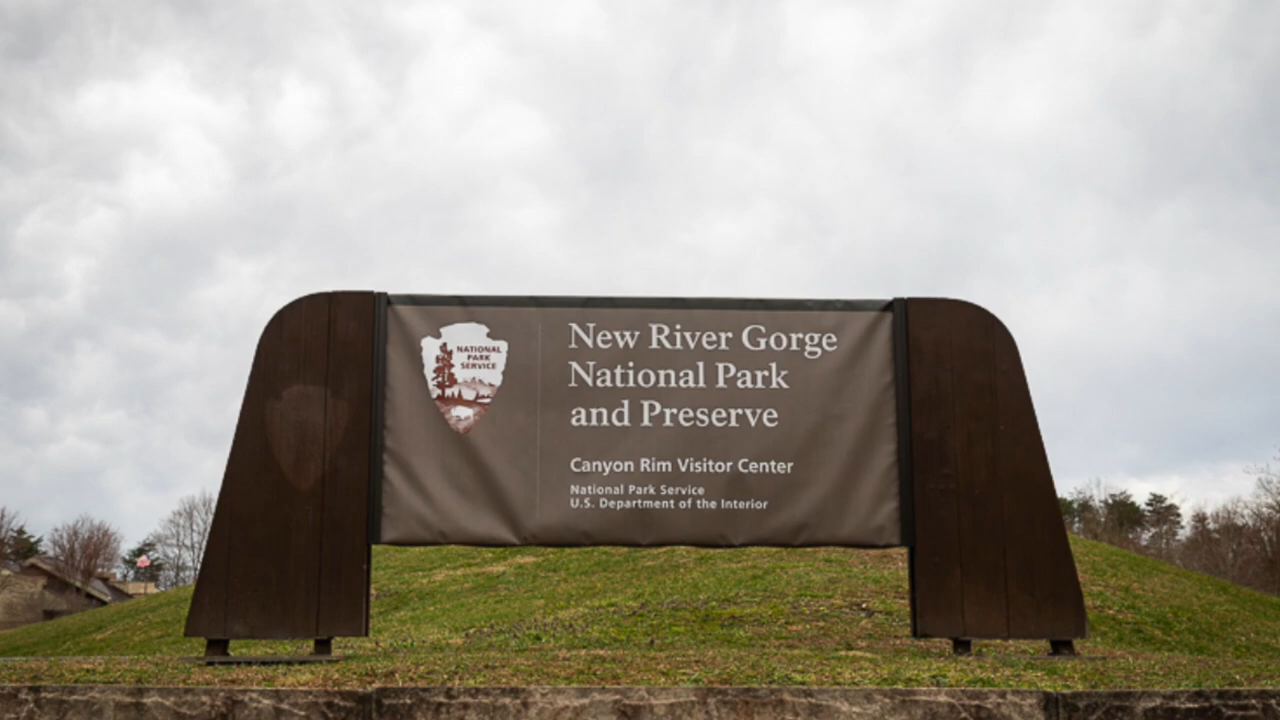 NATIONAL
PARK
SERVICE
New River Gorge
National Park
and Preserve
Canyon Rim Visitor Center
National Park Service
U.S. Department of the Interior